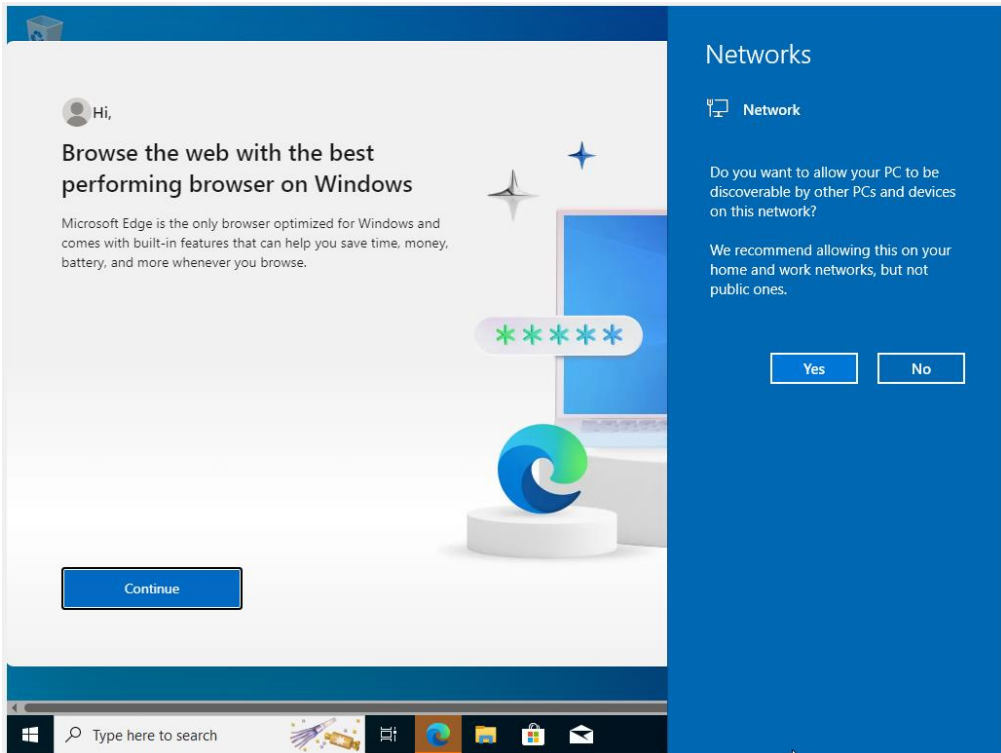 Hi,
Browse the web with the best
performing browser on Windows
Microsoft Edge is the only browser optimized for Windows and
comes with built-in features that can help you save time, money,
battery, and more whenever you browse.
Continue
Networks
Network
Do you want to allow your PC to be
discoverable by other PCs and devices
on this network?
We recommend allowing this on your
home and work networks, but not
public ones.
Yes
No
Type here to search